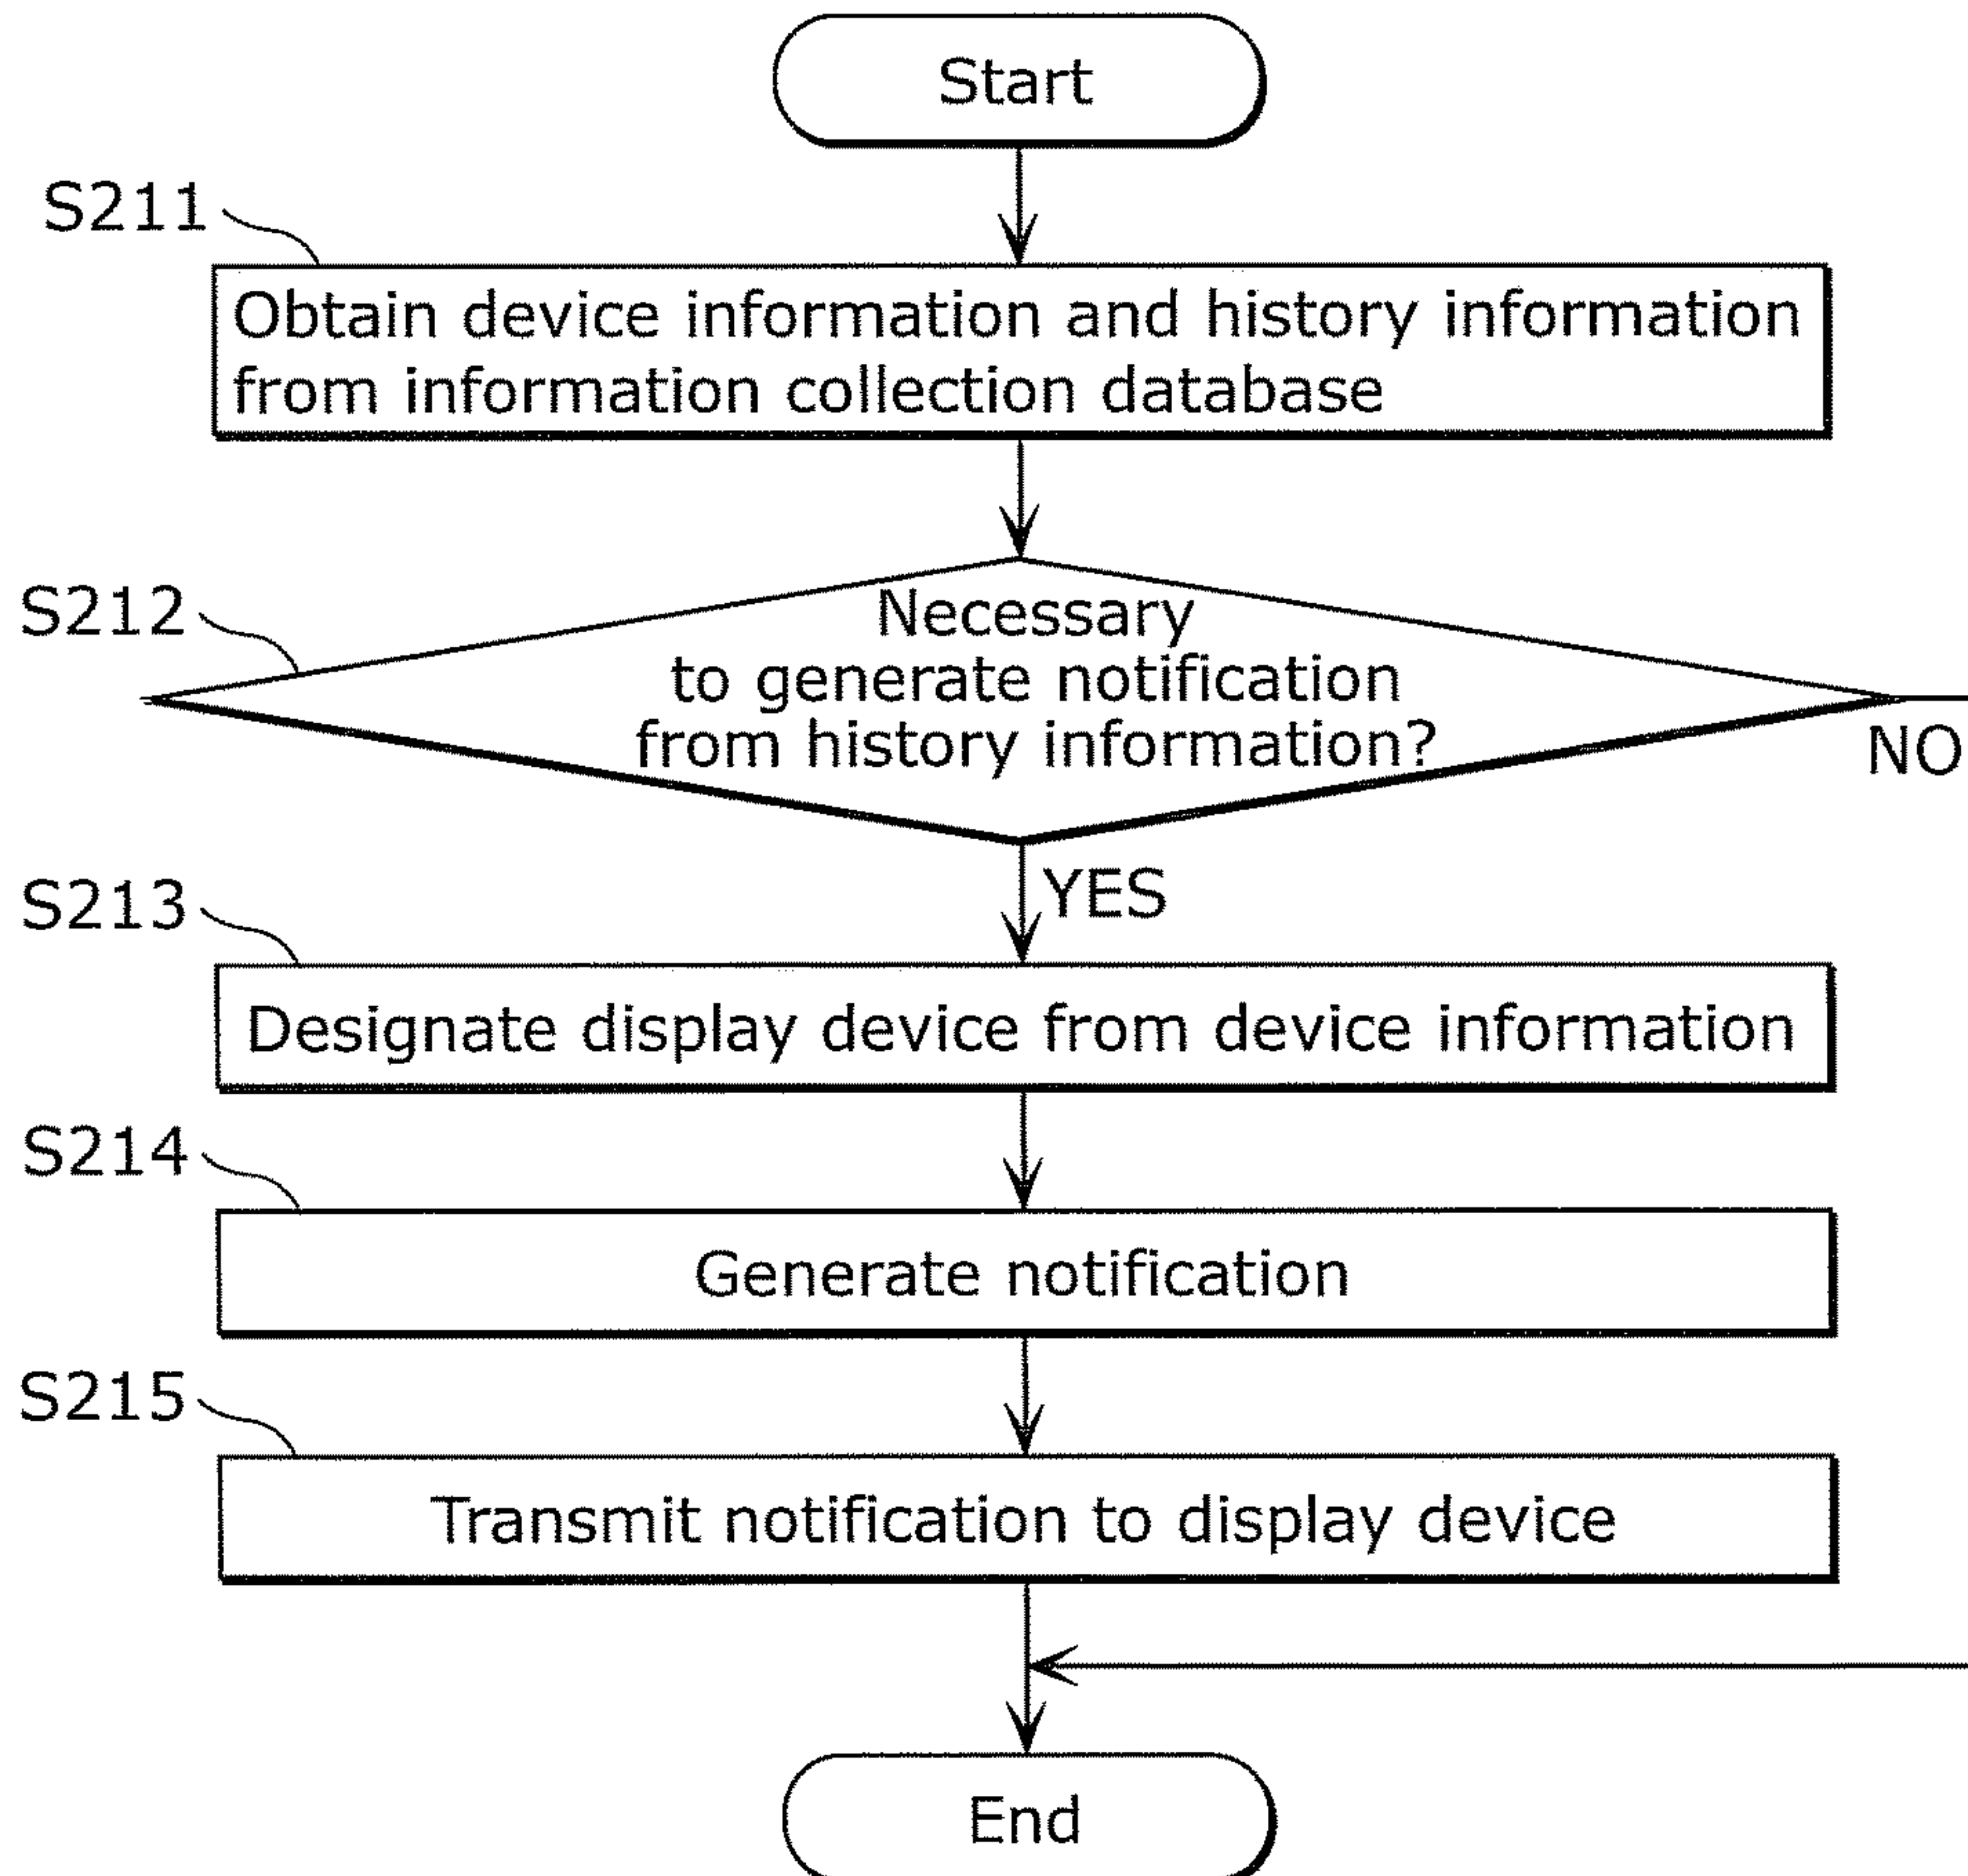 Start
S211
Obtain device information and history information
from information collection database
S212
Necessary
to generate notification
from history information?
NO
YES
S213
Designate display device from device information
S214
Generate notification
S215
Transmit notification to display device
End